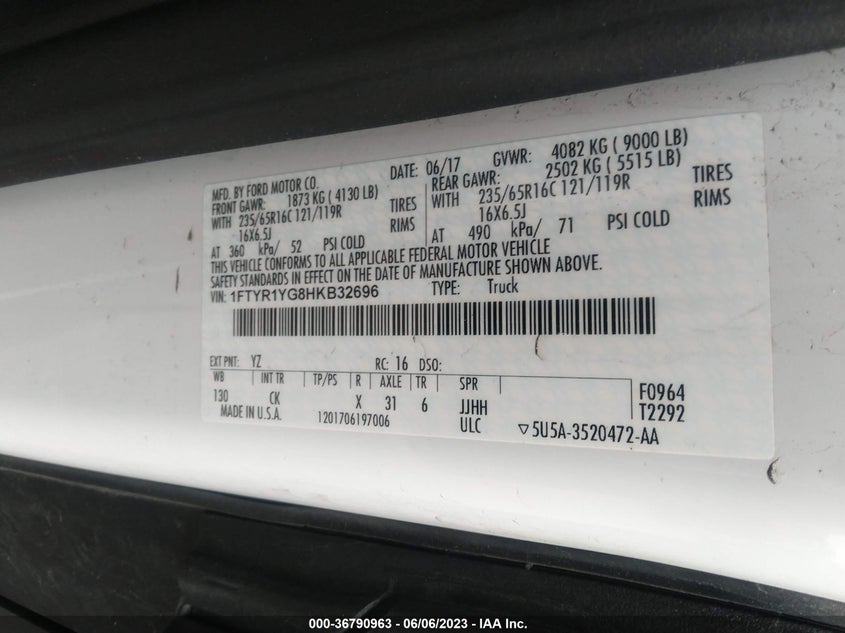 MFD. BY FORD MOTOR CO. DATE: 06/17 GVWR: 4082 KG ( 9000 LB)
FRONT GAWR: 1873 KG ( 4130 LB) REAR GAWR: 2502 KG ( 5515 LB)
WITH 235/65R16C 121/119R TIRES WITH 235/65R16C 121/119R TIRES
16X6.5J RIMS 16X6.5J RIMS
AT 360 kPa/ 52 PSI COLD AT 490 kPa/ 71 PSI COLD
THIS VEHICLE CONFORMS TO ALL APPLICABLE FEDERAL MOTOR VEHICLE
SAFETY STANDARDS IN EFFECT ON THE DATE OF MANUFACTURE SHOWN ABOVE.
VIN: 1FTYR1YG8HKB32696 TYPE: Truck
EXT PNT: YZ RC: 16 DSO:
WB INT TR TP/PS R AXLE TR SPR F0964
130 CK X 31 6 JJHH T2292
MADE IN U.S.A. 1201706197006 ULC ▽5U5A-3520472-AA
000-36790963 - 06/06/2023 - IAA Inc.